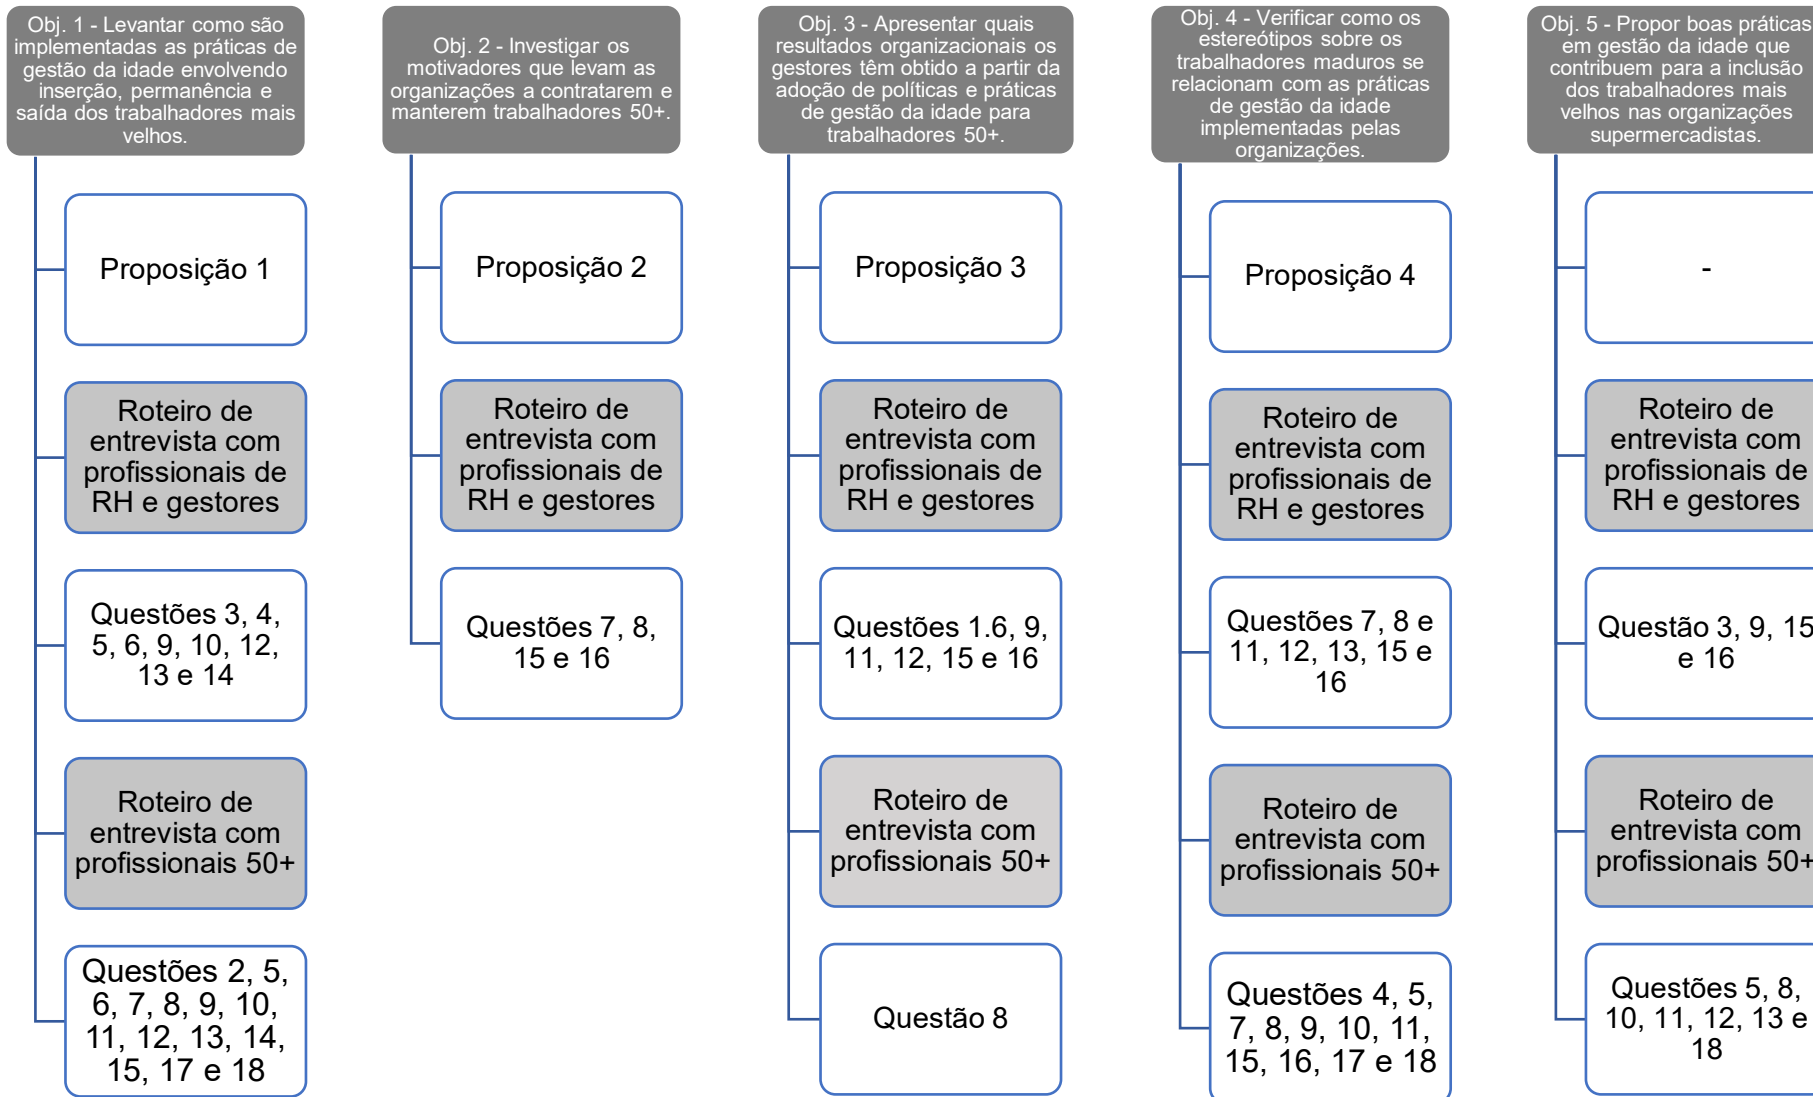 Obj. 1 - Levantar como são
implementadas as práticas de
gestão da idade envolvendo
inserção, permanência e
saída dos trabalhadores mais
velhos.
Proposição 1
Roteiro de
entrevista com
profissionais de
RH e gestores
Questões 3, 4,
5, 6, 9, 10, 12,
13 e 14
Roteiro de
entrevista com
profissionais 50+
Questões 2, 5,
6, 7, 8, 9, 10,
11, 12, 13, 14,
15, 17 e 18
Obj. 2 - Investigar os
motivadores que levam as
organizações a contratarem e
manterem trabalhadores 50+.
Proposição 2
Roteiro de
entrevista com
profissionais de
RH e gestores
Questões 7, 8,
15 e 16
Obj. 3 - Apresentar quais
resultados organizacionais os
gestores têm obtido a partir da
adoção de políticas e práticas
de gestão da idade para
trabalhadores 50+.
Proposição 3
Roteiro de
entrevista com
profissionais de
RH e gestores
Questões 1.6, 9,
11, 12, 15 e 16
Roteiro de
entrevista com
profissionais 50+
Questão 8
Obj. 4 - Verificar como os
estereótipos sobre os
trabalhadores maduros se
relacionam com as práticas
de gestão da idade
implementadas pelas
organizações.
Proposição 4
Roteiro de
entrevista com
profissionais de
RH e gestores
Questões 7, 8 e
11, 12, 13, 15 e
16
Roteiro de
entrevista com
profissionais 50+
Questões 4, 5,
7, 8, 9, 10, 11,
15, 16, 17 e 18
Obj. 5 - Propor boas práticas
em gestão da idade que
contribuem para a inclusão
dos trabalhadores mais
velhos nas organizações
supermercadistas.
-
Roteiro de
entrevista com
profissionais de
RH e gestores
Questão 3, 9, 15
e 16
Roteiro de
entrevista com
profissionais 50+
Questões 5, 8,
10, 11, 12, 13 e
18